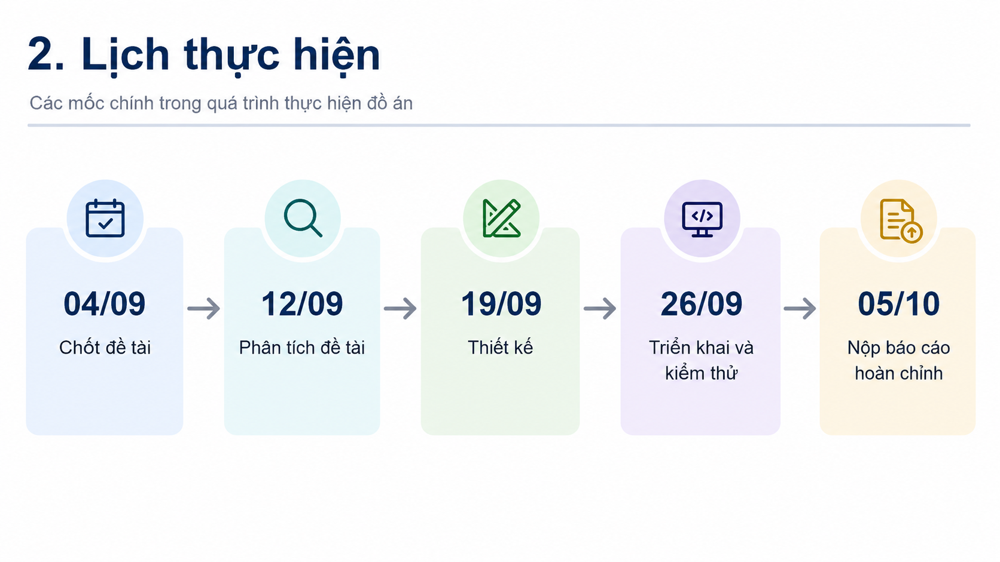 2. Lịch thực hiện
Các mốc chính trong quá trình thực hiện đồ án
04/09
Chốt đề tài
12/09
Phân tích đề tài
19/09
Thiết kế
26/09
Triển khai và
kiểm thử
05/10
Nộp báo cáo
hoàn chỉnh